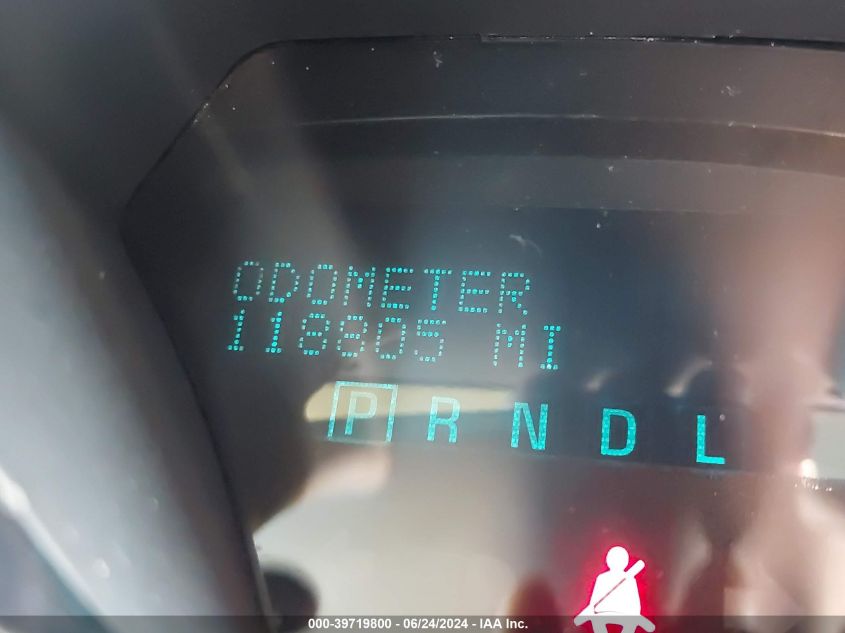 ODOMETER
118805 MI
P R N D L
000-39719800 - 06/24/2024 - IAA Inc.